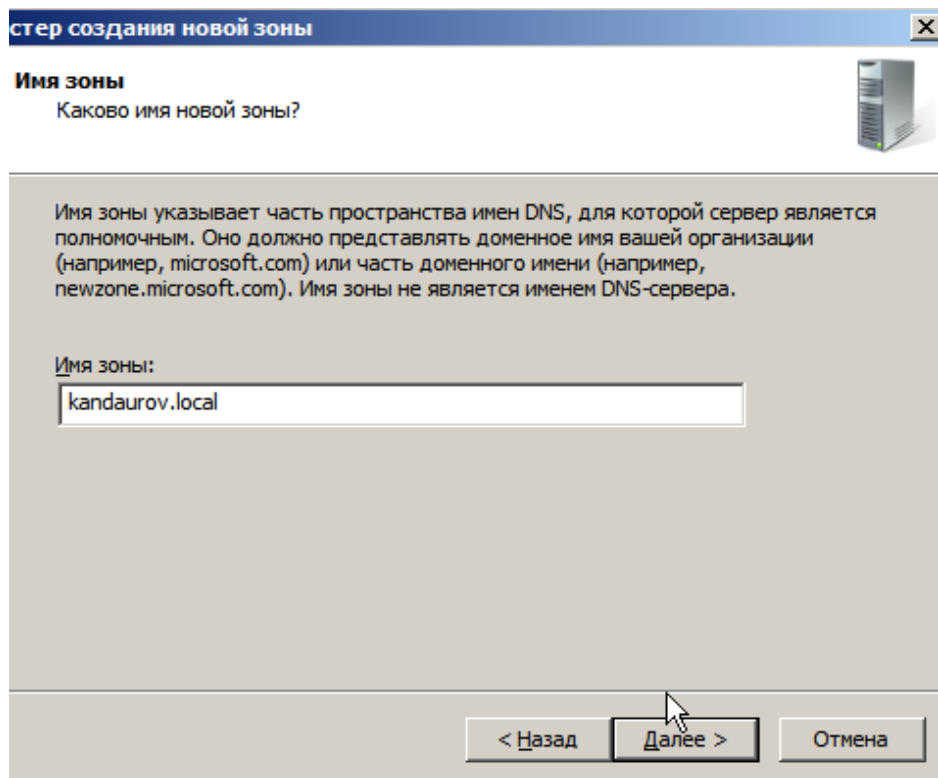 стер создания новой зоны
Имя зоны
Каково имя новой зоны?
Имя зоны указывает часть пространства имен DNS, для которой сервер является
полномочным. Оно должно представлять доменное имя вашей организации
(например, microsoft.com) или часть доменного имени (например,
newzone.microsoft.com). Имя зоны не является именем DNS-сервера.
Имя зоны:
kandaurov.local
< Назад Далее > Отмена